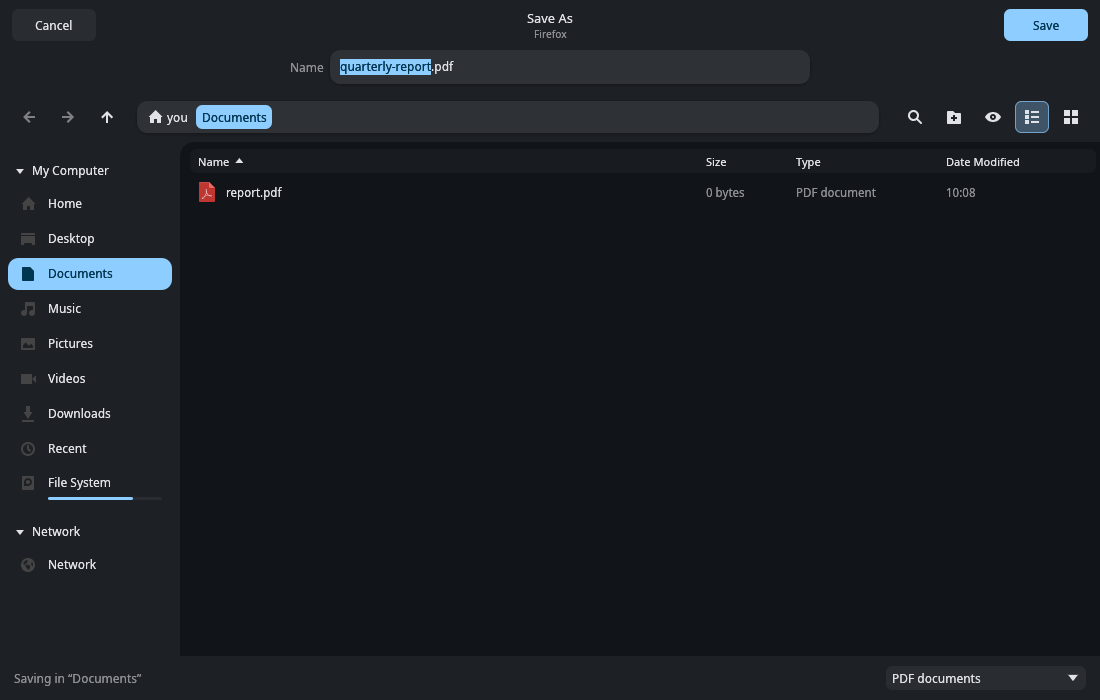 Cancel
Save As
Firefox
Save
Name
quarterly-report.pdf
you
Documents
My Computer
Home
Desktop
Documents
Music
Pictures
Videos
Downloads
Recent
File System
Network
Network
Name
Size
Type
Date Modified
report.pdf
0 bytes
PDF document
10:08
Saving in “Documents”
PDF documents